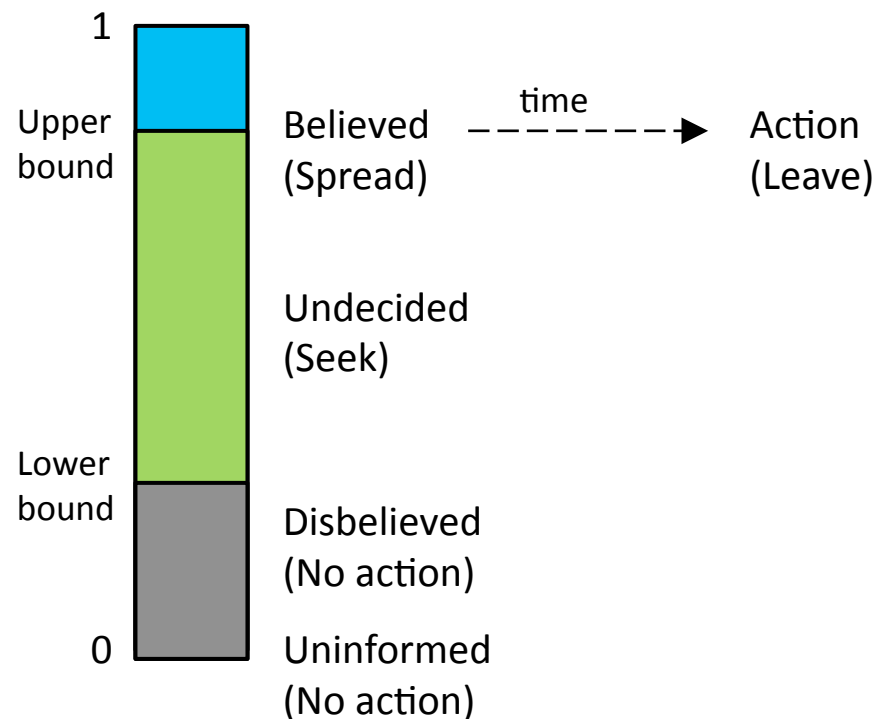 1
Upper
bound
Believed
(Spread)
time
Action
(Leave)
Undecided
(Seek)
Lower
bound
Disbelieved
(No action)
0
Uninformed
(No action)